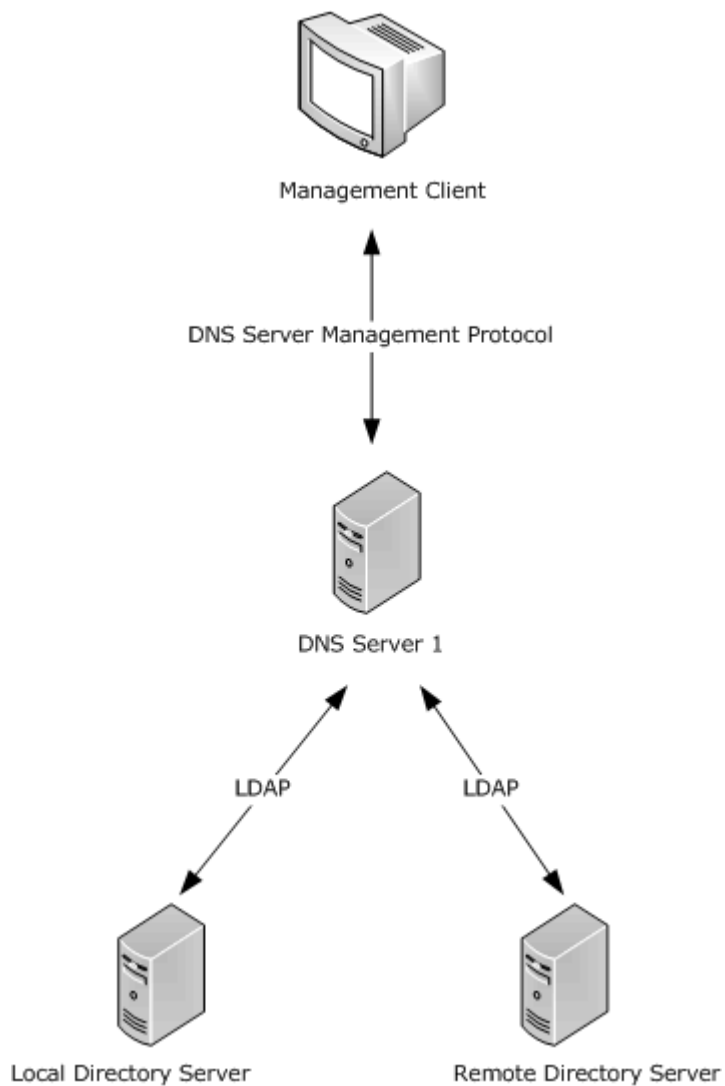 Management Client
DNS Server Management Protocol
DNS Server 1
LDAP
LDAP
Local Directory Server
Remote Directory Server